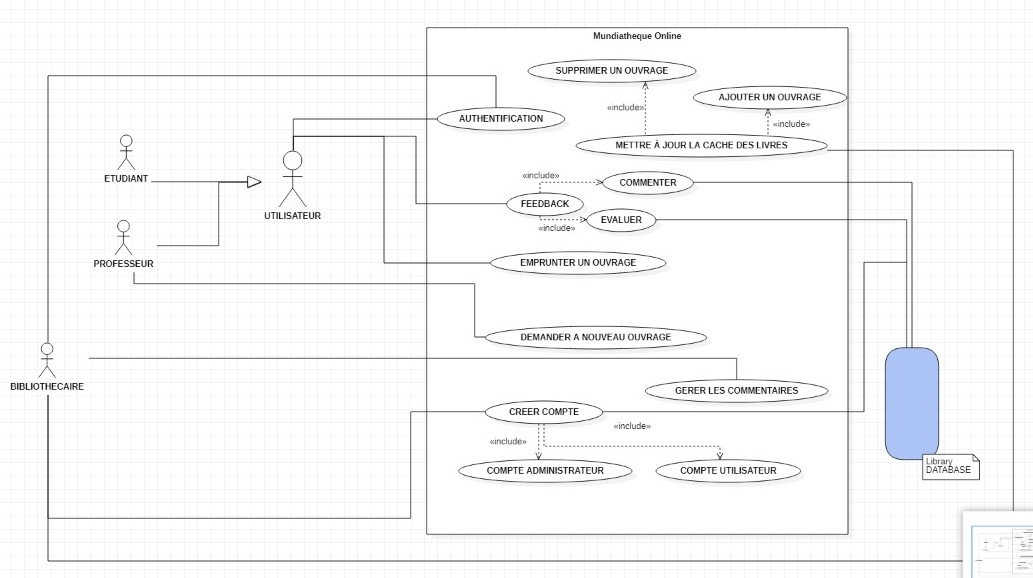 Mundiatheque Online
SUPPRIMER UN OUVRAGE
AJOUTER UN OUVRAGE
«include»
«include»
AUTHENTIFICATION
METTRE À JOUR LA CACHE DES LIVRES
ETUDIANT
UTILISATEUR
«include»
COMMENTER
FEEDBACK
EVALUER
«include»
PROFESSEUR
EMPRUNTER UN OUVRAGE
DEMANDER A NOUVEAU OUVRAGE
BIBLIOTHECAIRE
GERER LES COMMENTAIRES
CREER COMPTE
«include»
«include»
COMPTE ADMINISTRATEUR
COMPTE UTILISATEUR
Library
DATABASE